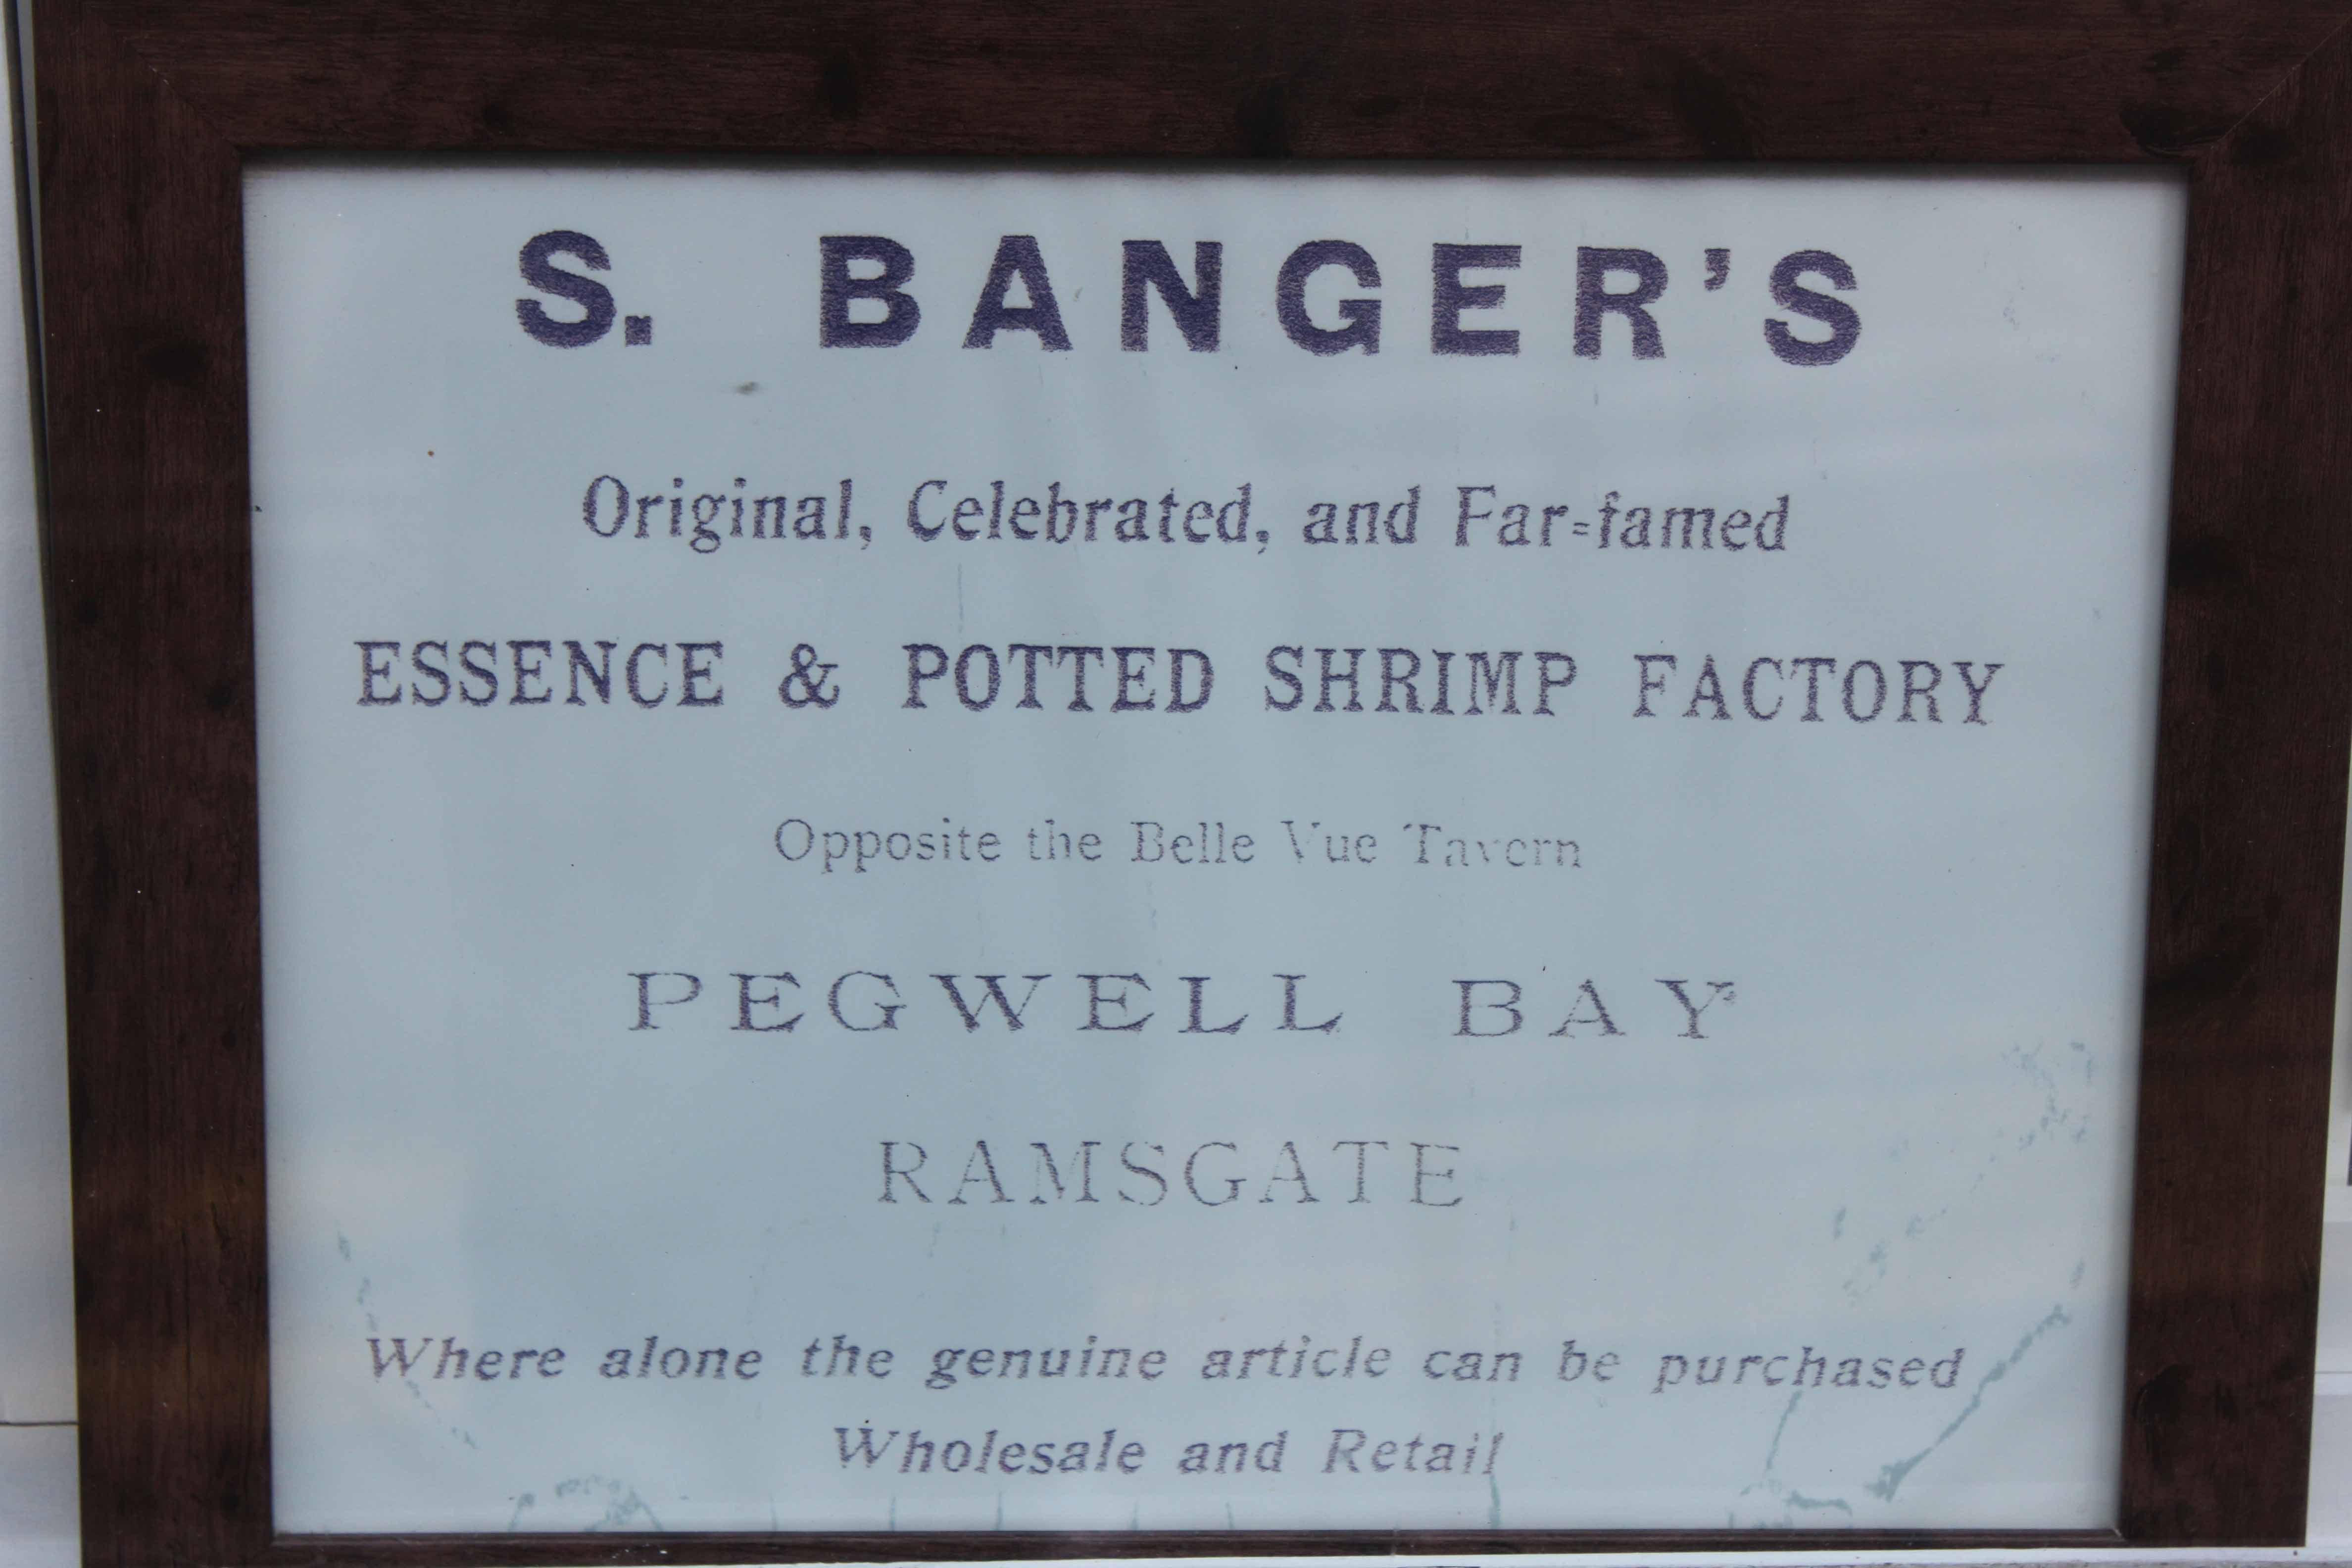 S. BANGER'S
Original, Celebrated, and Far=famed
ESSENCE & POTTED SHRIMP FACTORY
Opposite the Belle Vue Tavern
PEGWELL BAY
RAMSGATE
Where alone the genuine article can be purchased
Wholesale and Retail